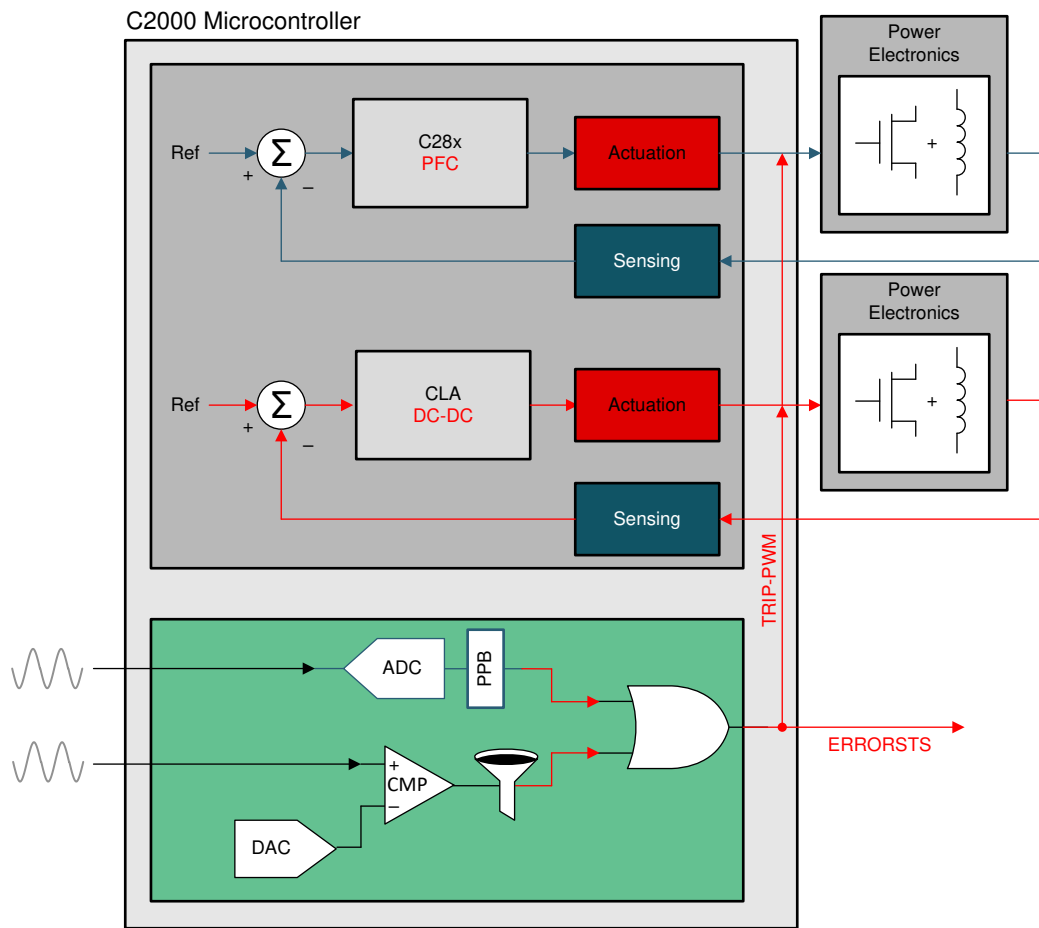 C2000 Microcontroller
Power
Electronics
+
Ref
+
Σ
−
C28x
PFC
Actuation
Sensing
Power
Electronics
+
Ref
+
Σ
−
CLA
DC-DC
Actuation
Sensing
TRIP-PWM
ADC
PPB
+
CMP
−
DAC
ERRORSTS